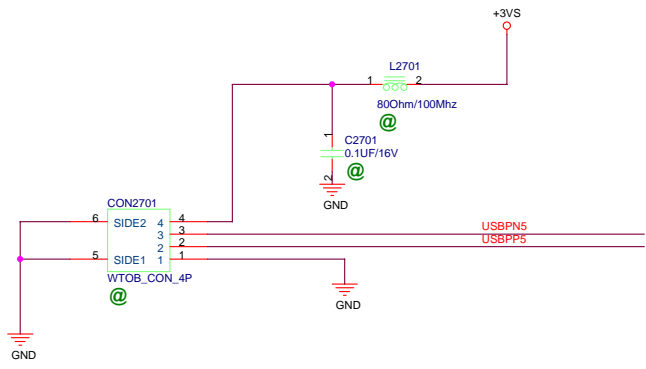 +3VS
L2701
1 2
80Ohm/100Mhz
@
1
C2701
0.1UF/16V
@
2
GND
CON2701
6 SIDE2 4 4
3 3
USBPN5
2 2
USBPP5
5 SIDE1 1 1
WTOB_CON_4P
@
GND
GND